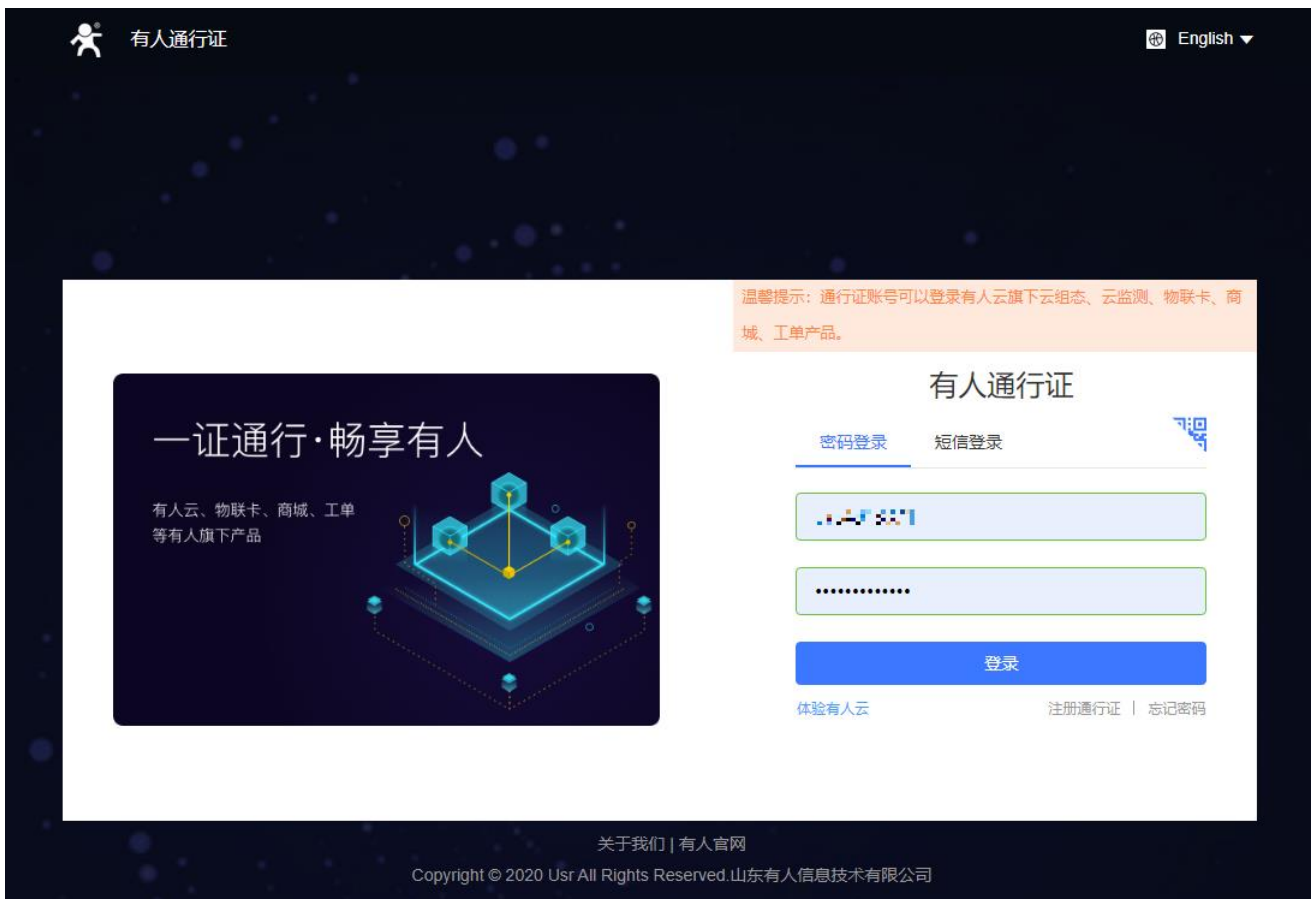 有人通行证
English
温馨提示：通行证账号可以登录有人云旗下云组态、云监测、物联卡、商
城、工单产品。
一证通行·畅享有人
有人云、物联卡、商城、工单
等有人旗下产品
有人通行证
密码登录 短信登录
•••••••••••••
登录
体验有人云 注册通行证 | 忘记密码
关于我们 | 有人官网
Copyright © 2020 Usr All Rights Reserved.山东有人信息技术有限公司